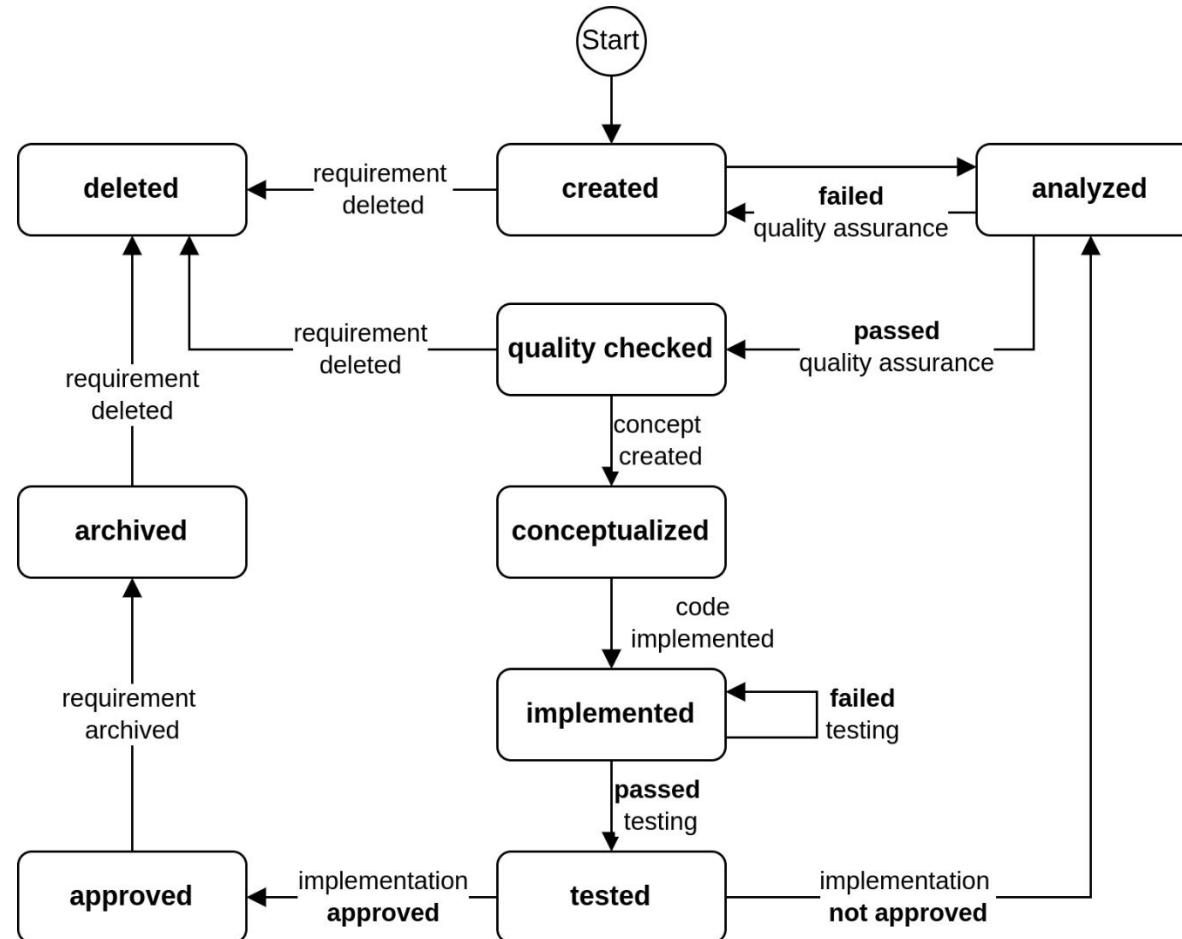 Start
deleted
requirement
deleted
created
failed
quality assurance
analyzed
requirement
deleted
quality checked
passed
quality assurance
requirement
deleted
concept
created
archived
conceptualized
code
implemented
requirement
archived
implemented
failed
testing
passed
testing
approved
implementation
approved
tested
implementation
not approved